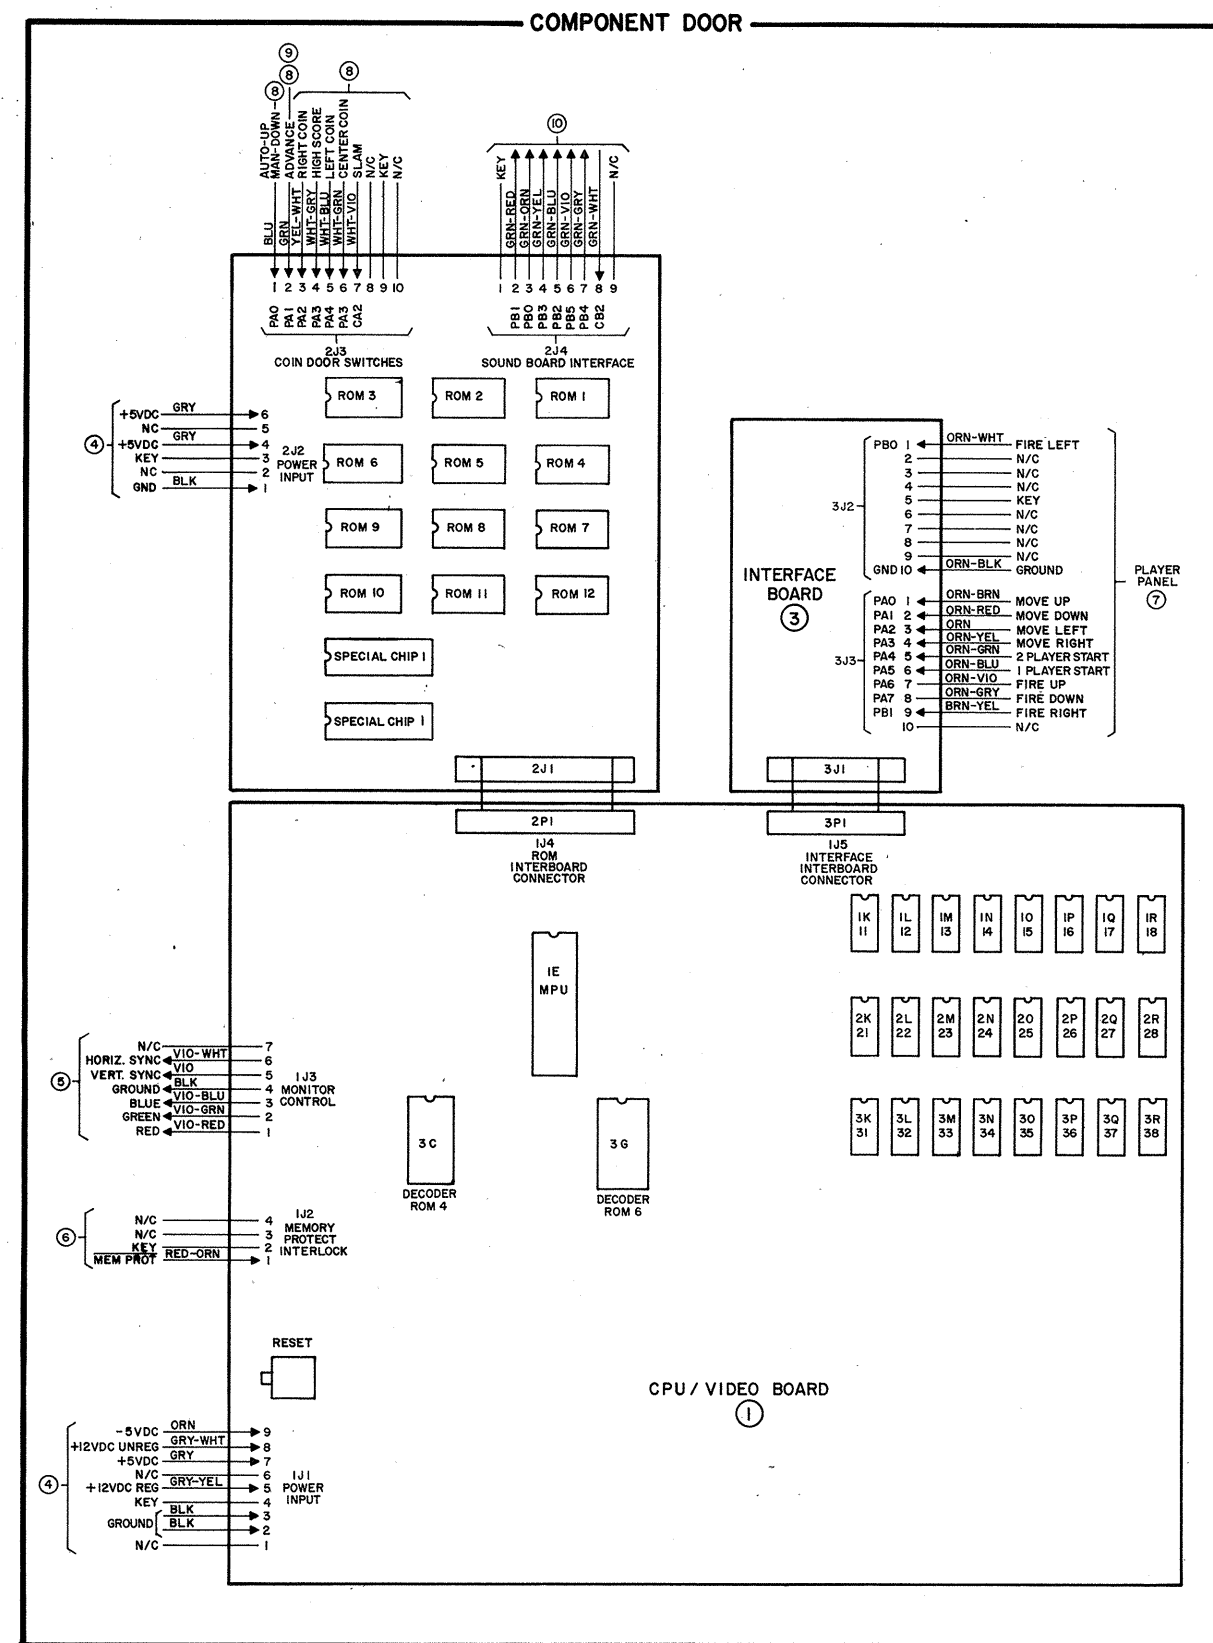 COMPONENT DOOR
9
8
8
8
AUTO-UP
MAN-DOWN
ADVANCE
RIGHT COIN
HIGH SCORE
LEFT COIN
CENTER COIN
SLAM
N/C
KEY
N/C
BLU
GRN
YEL-WHT
WHT-GRY
WHT-BLU
WHT-GRN
WHT-VIO
1 2 3 4 5 6 7 8 9 10
PA0
PA1
PA2
PA3
PA4
PA3
CA2
2J3
COIN DOOR SWITCHES
10
KEY
GRN-RED
GRN-ORN
GRN-YEL
GRN-BLU
GRN-VIO
GRN-GRY
GRN-WHT
N/C
1 2 3 4 5 6 7 8 9
PB1
PB0
PB3
PB2
PB5
PB4
CB2
2J4
SOUND BOARD INTERFACE
ROM 3
ROM 2
ROM 1
ROM 6
ROM 5
ROM 4
ROM 9
ROM 8
ROM 7
ROM 10
ROM 11
ROM 12
SPECIAL CHIP 1
SPECIAL CHIP 1
4
+5VDC GRY 6
NC 5
+5VDC GRY 4
KEY 3
NC 2
GND BLK 1
2J2
POWER
INPUT
2J1
INTERFACE
BOARD
3
3J2
PB0 1 ORN-WHT FIRE LEFT
2 N/C
3 N/C
4 N/C
5 KEY
6 N/C
7 N/C
8 N/C
9 N/C
GND 10 ORN-BLK GROUND
3J3
PA0 1 ORN-BRN MOVE UP
PA1 2 ORN-RED MOVE DOWN
PA2 3 ORN MOVE LEFT
PA3 4 ORN-YEL MOVE RIGHT
PA4 5 ORN-GRN 2 PLAYER START
PA5 6 ORN-BLU 1 PLAYER START
PA6 7 ORN-VIO FIRE UP
PA7 8 ORN-GRY FIRE DOWN
PB1 9 BRN-YEL FIRE RIGHT
10 N/C
PLAYER
PANEL
7
3J1
2P1
1J4
ROM
INTERBOARD
CONNECTOR
3P1
1J5
INTERFACE
INTERBOARD
CONNECTOR
1K 1L 1M 1N 1O 1P 1Q 1R
11 12 13 14 15 16 17 18
1E
MPU
2K 2L 2M 2N 2O 2P 2Q 2R
21 22 23 24 25 26 27 28
3K 3L 3M 3N 3O 3P 3Q 3R
31 32 33 34 35 36 37 38
5
N/C 7
HORIZ. SYNC VIO-WHT 6
VERT. SYNC VIO 5
GROUND BLK 4
BLUE VIO-BLU 3
GREEN VIO-GRN 2
RED VIO-RED 1
1J3
MONITOR
CONTROL
3C
DECODER
ROM 4
3G
DECODER
ROM 6
6
N/C 4
N/C 3
KEY 2
MEM PROT RED-ORN 1
1J2
MEMORY
PROTECT
INTERLOCK
RESET
CPU / VIDEO BOARD
1
4
-5VDC ORN 9
+12VDC UNREG GRY-WHT 8
+5VDC GRY 7
N/C 6
+12VDC REG GRY-YEL 5
KEY 4
GROUND BLK 3
BLK 2
N/C 1
1J1
POWER
INPUT